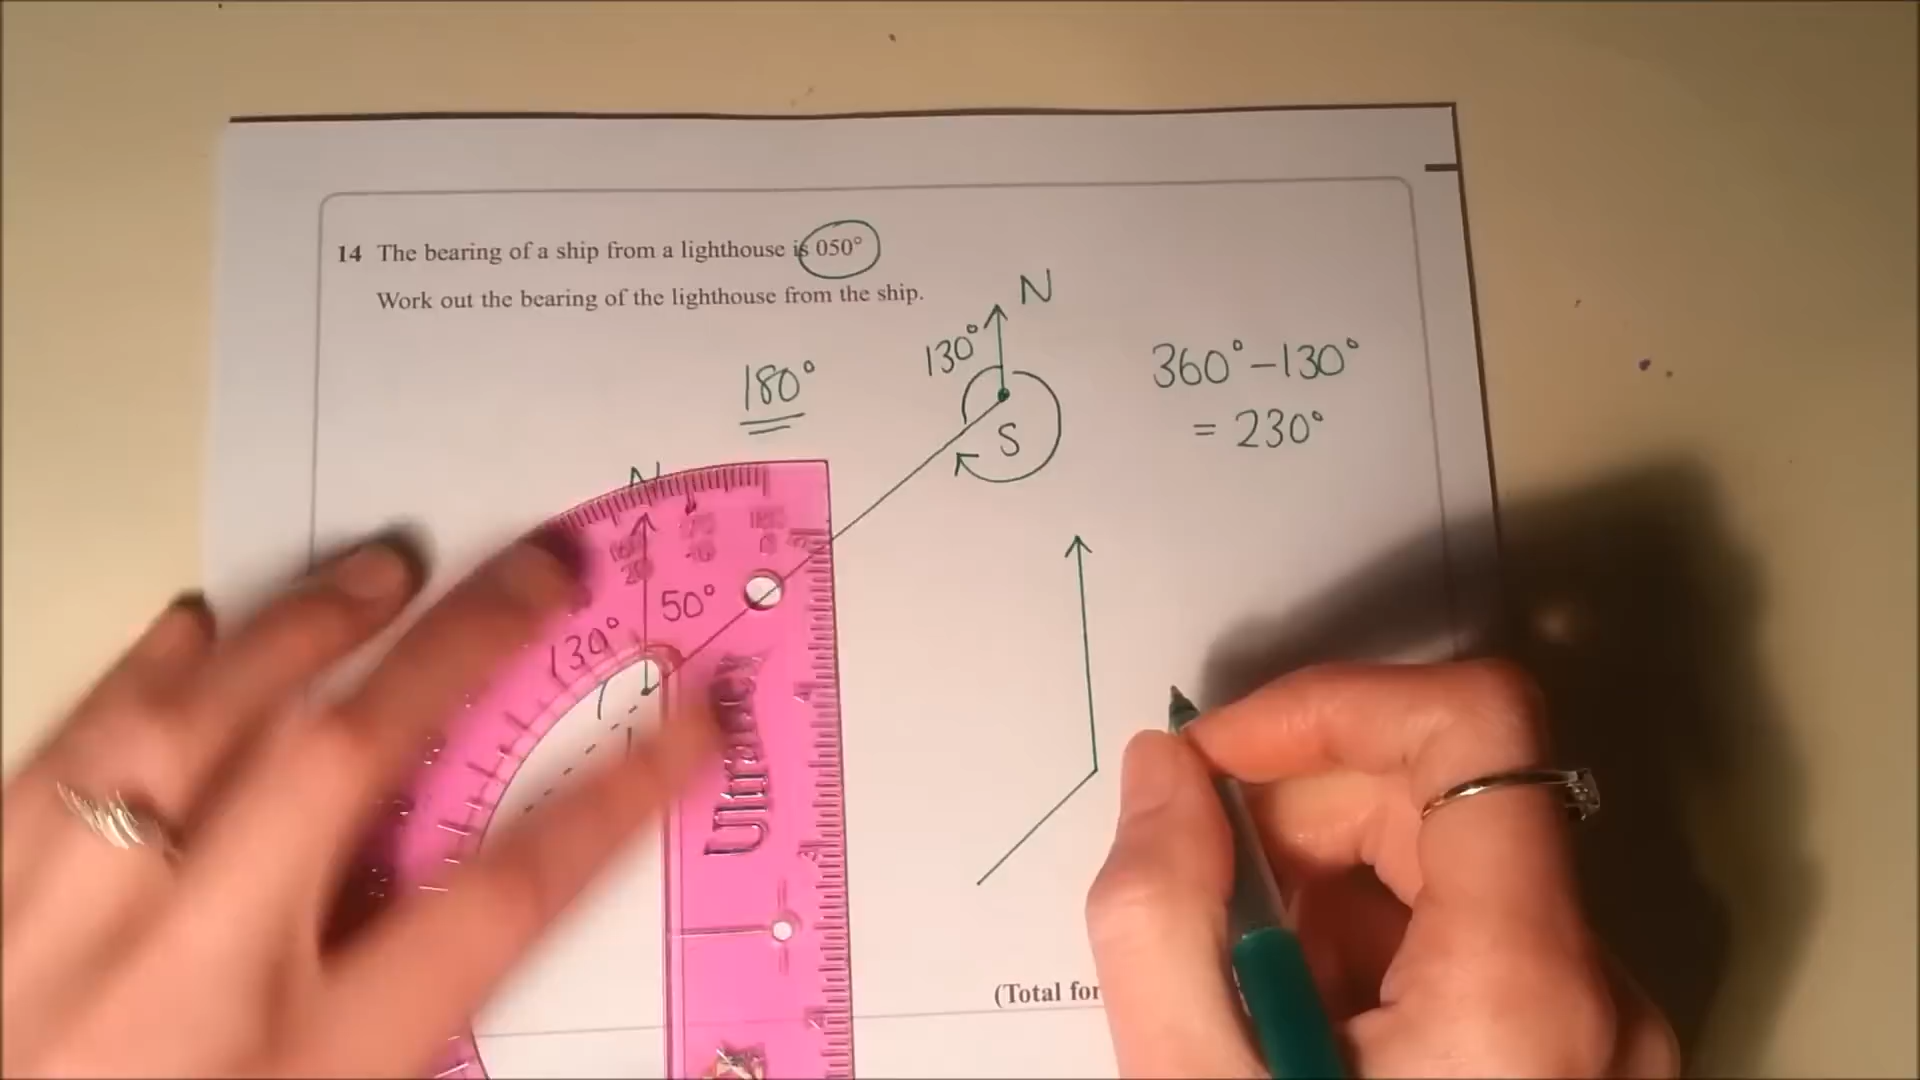 14 The bearing of a ship from a lighthouse is 050°
Work out the bearing of the lighthouse from the ship.
N
130°
360° - 130°
180°
= 230°
S
N
50°
130°
Ultratec
(Total for